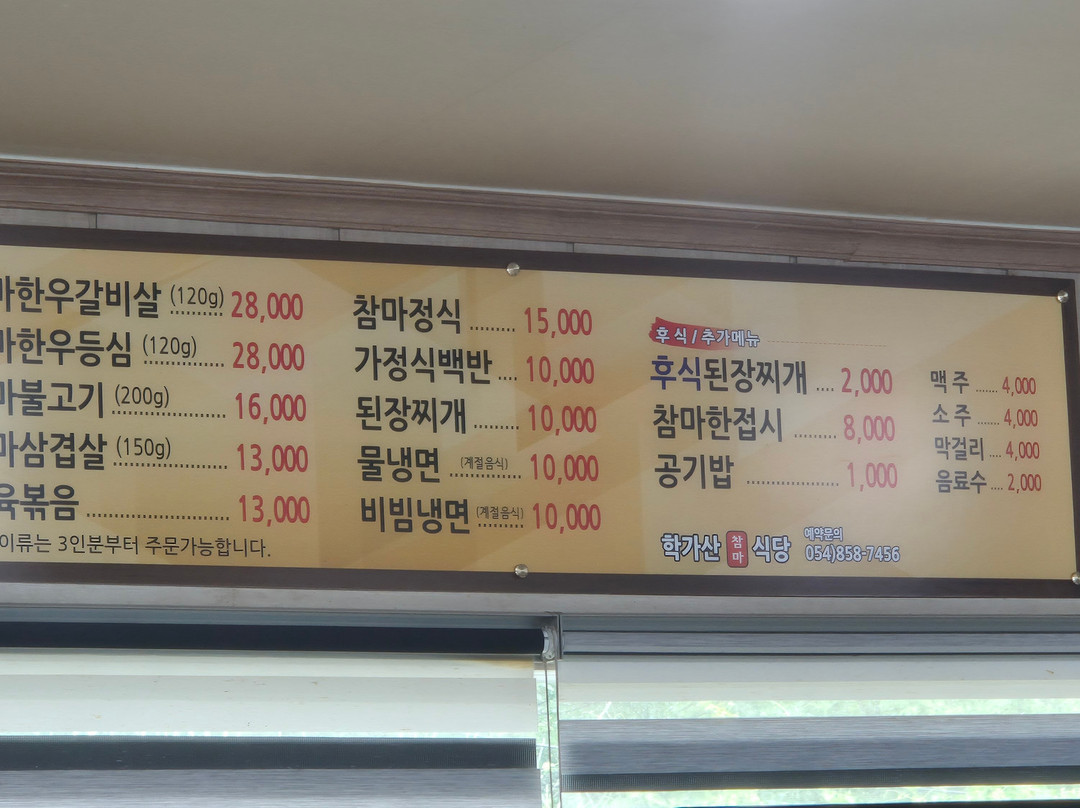 마한우갈비살 (120g) 28,000
마한우등심 (120g) 28,000
마불고기 (200g) 16,000
마삼겹살 (150g) 13,000
육볶음 13,000
이류는 3인분부터 주문가능합니다.
참마정식 15,000
가정식백반 10,000
된장찌개 10,000
물냉면 (계절음식) 10,000
비빔냉면 (계절음식) 10,000
후식/추가메뉴
후식된장찌개 2,000
참마한접시 8,000
공기밥 1,000
맥주 4,000
소주 4,000
막걸리 4,000
음료수 2,000
학가산 참마 식당
예약문의
054)858-7456